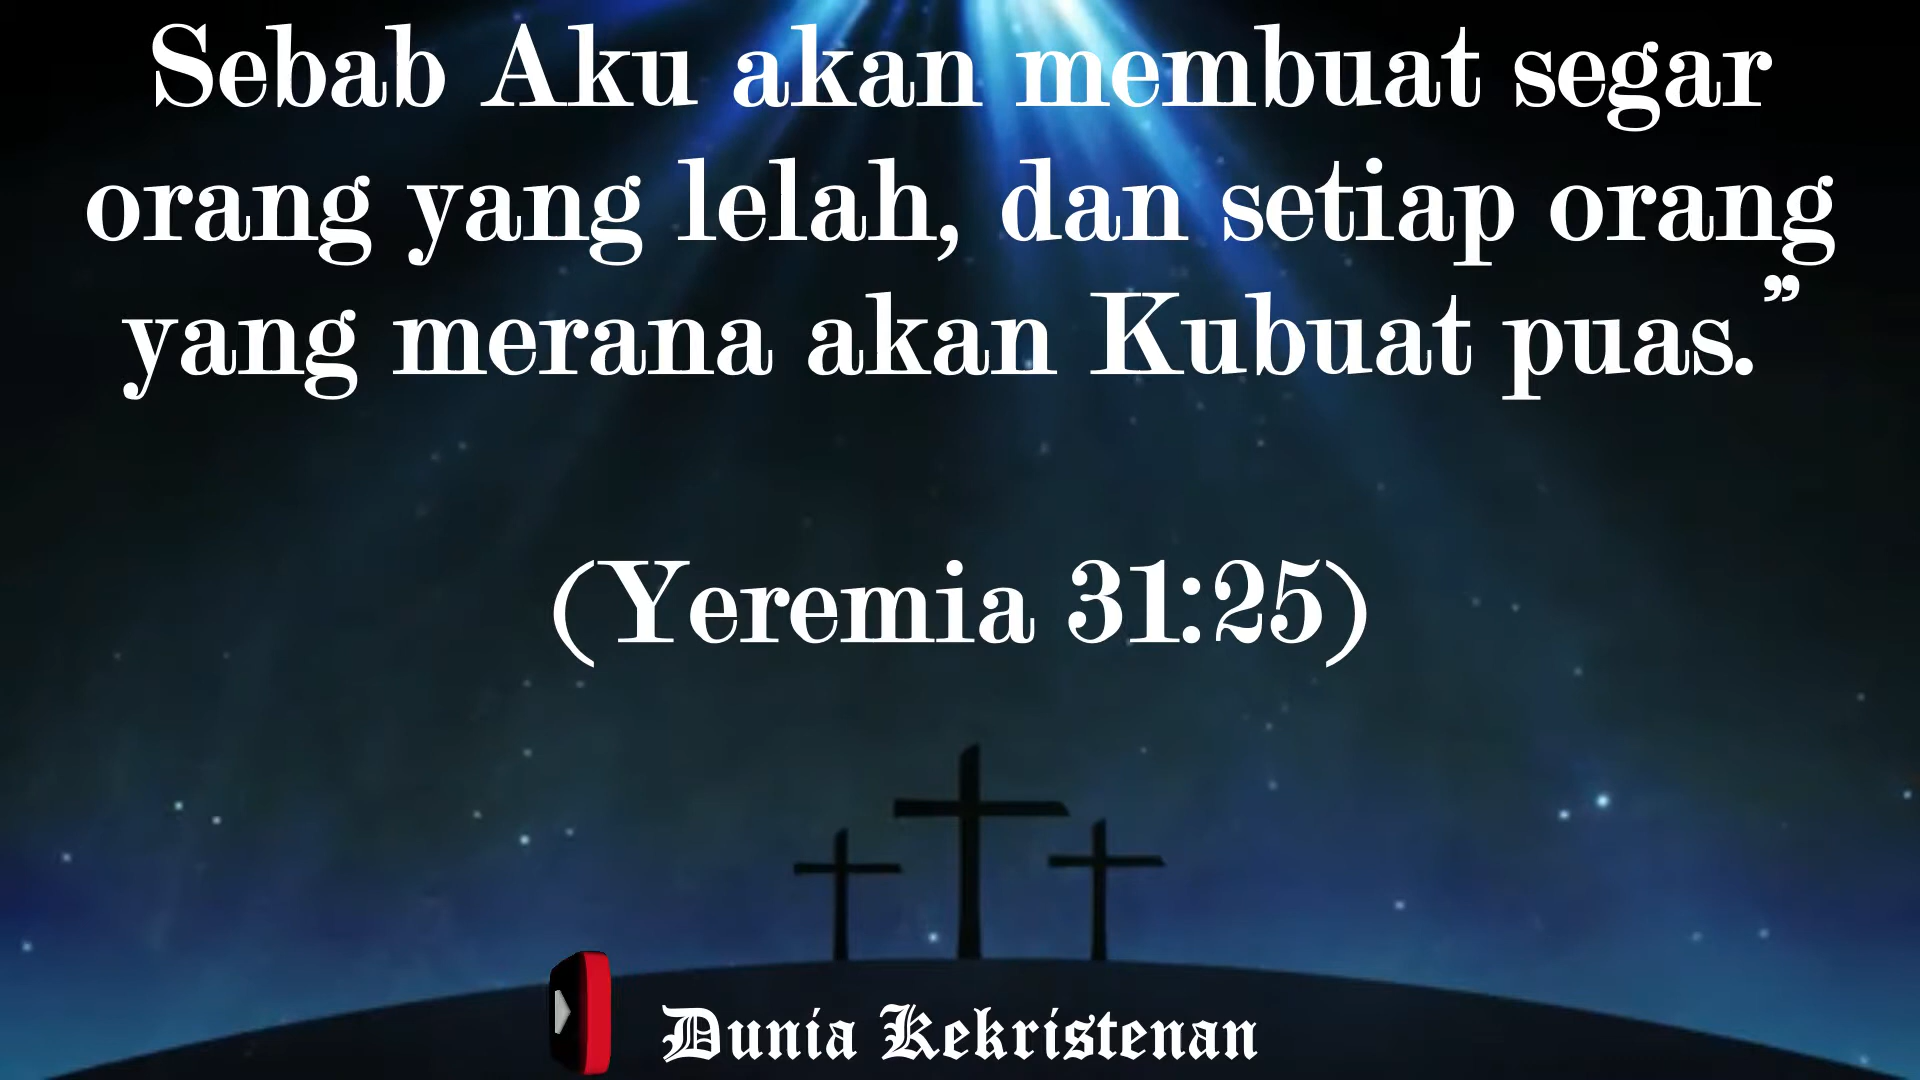 Sebab Aku akan membuat segar
orang yang lelah, dan setiap orang
yang merana akan Kubuat puas.”
(Yeremia 31:25)
Dunia Kekristenan